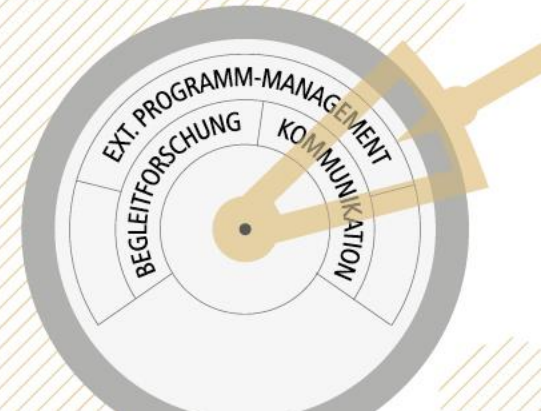 EXT. PROGRAMM-MANAGEMENT
BEGLEITFORSCHUNG
KOMMUNIKATION